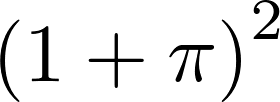 (1 + π)²